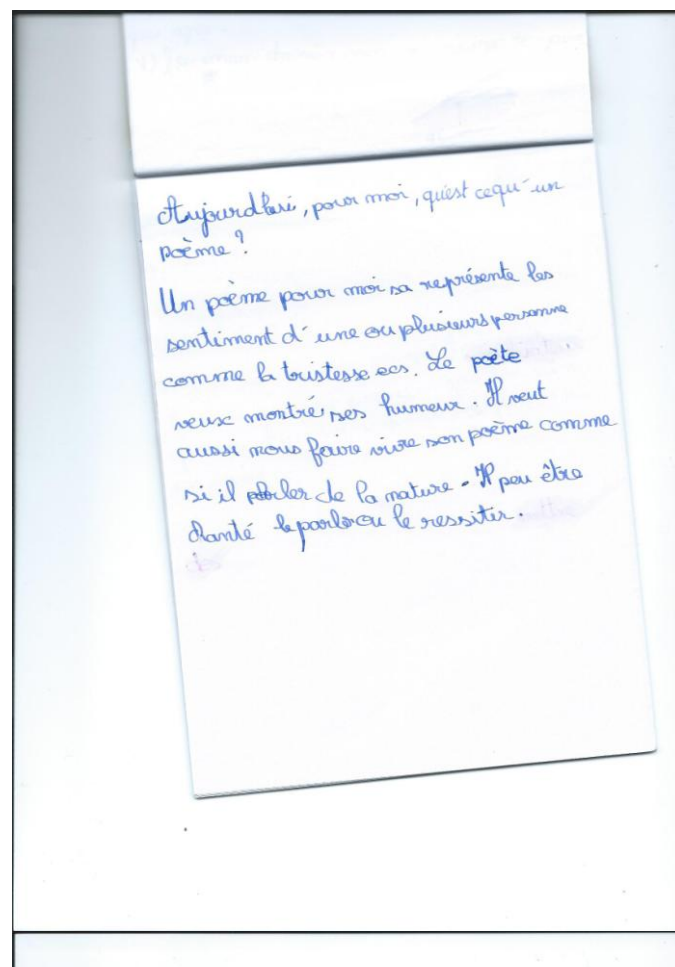 Aujourd'hui, pour moi, qu'est cequ'un
poème ?
Un poème pour moi sa représente les
sentiment d'une ou plusieurs personne
comme la tristesse ecs. Le poète
veux montré ses humeur. Il veut
aussi nous faire vivre son poème comme
si il parler de la nature. Il peu être
chanté le parler ou le ressiter.